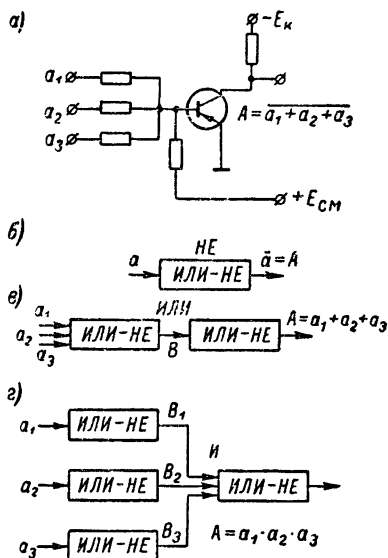 а)
−Eк
a1
a2
a3
A = \overline{a1+a2+a3}
+Eсм
б)
НЕ
a ИЛИ-НЕ ā=A
в)
ИЛИ
a1
a2 ИЛИ-НЕ B ИЛИ-НЕ A=a1+a2+a3
a3
г)
a1 ИЛИ-НЕ B1
И
a2 ИЛИ-НЕ B2 ИЛИ-НЕ
a3 ИЛИ-НЕ B3 A=a1·a2·a3